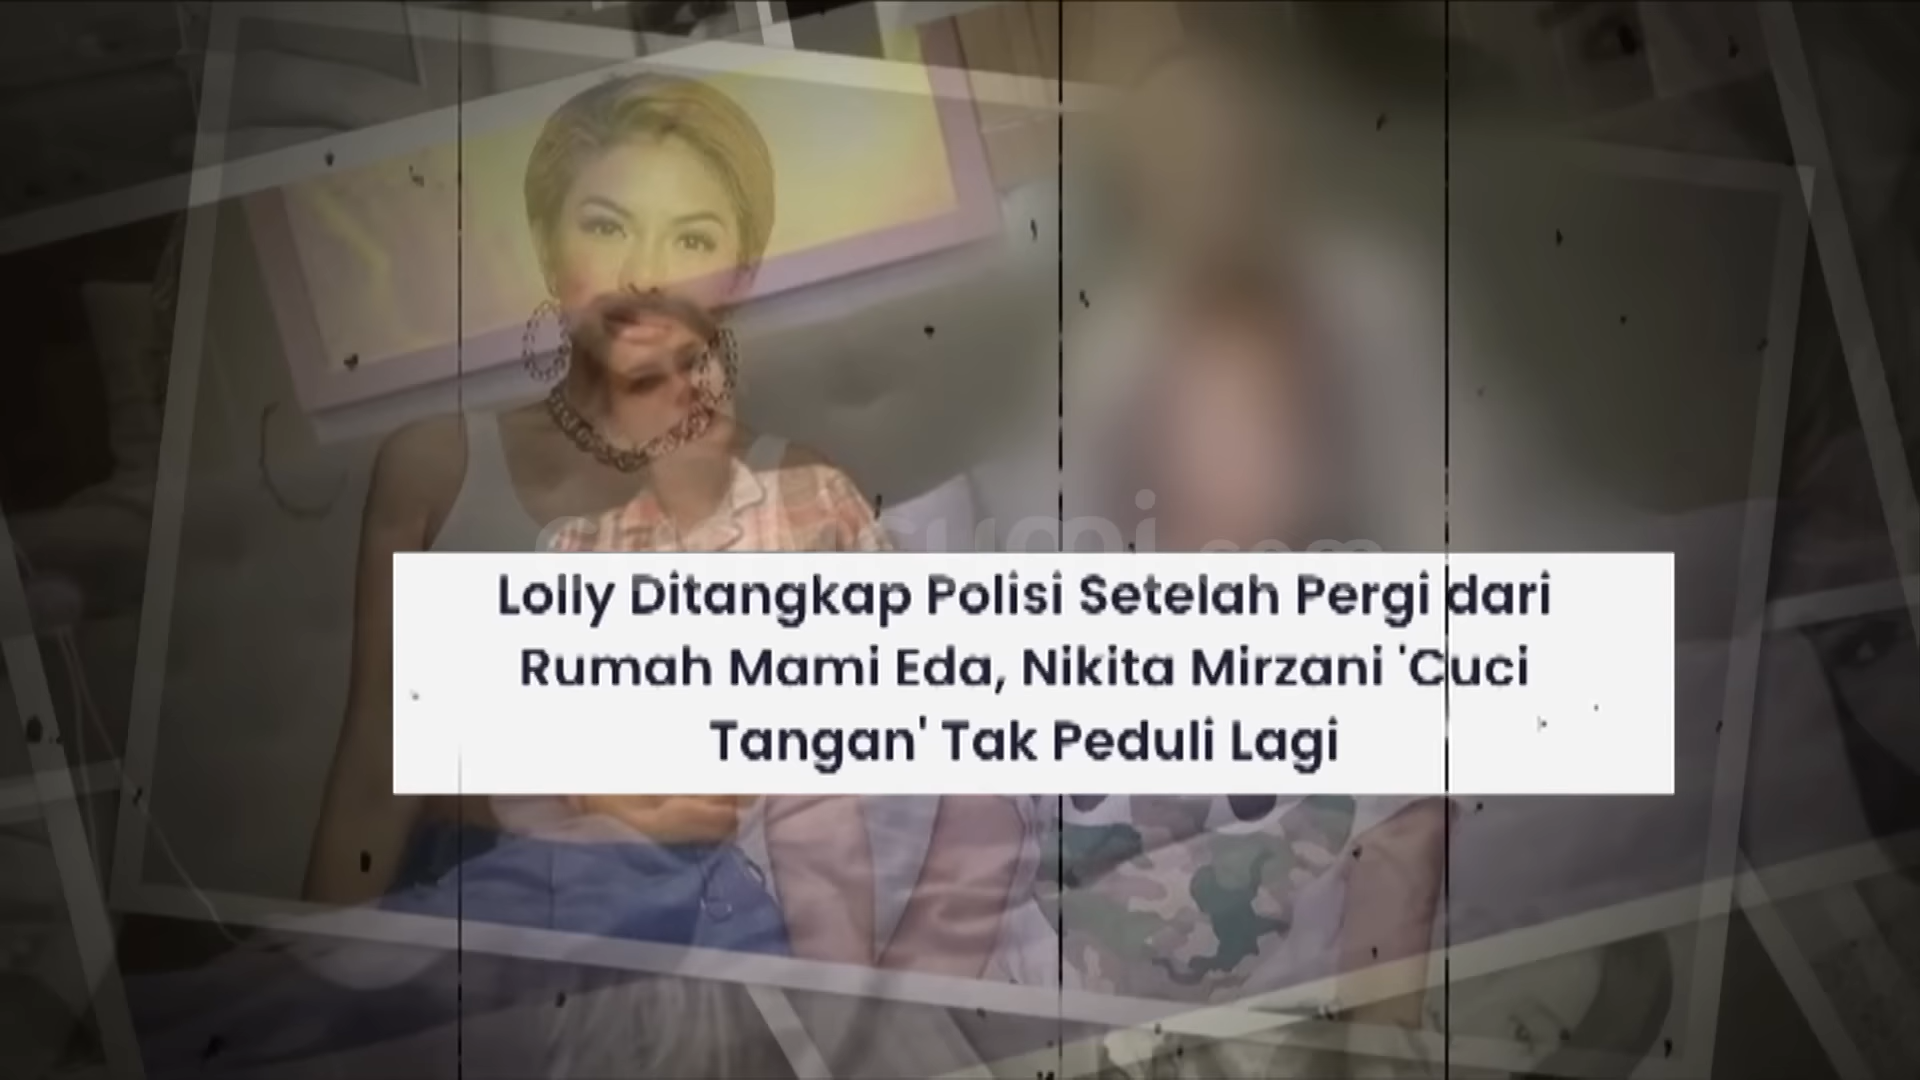 Lolly Ditangkap Polisi Setelah Pergi dari
Rumah Mami Eda, Nikita Mirzani 'Cuci
Tangan' Tak Peduli Lagi